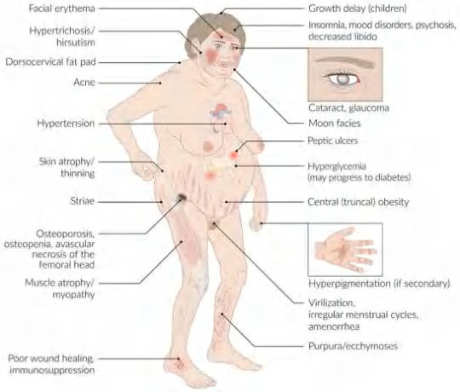 Facial erythema
Hypertrichosis/
hirsutism
Dorsocervical fat pad
Acne
Hypertension
Skin atrophy/
thinning
Striae
Osteoporosis,
osteopenia, avascular
necrosis of the
femoral head
Muscle atrophy/
myopathy
Poor wound healing,
immunosuppression
Growth delay (children)
Insomnia, mood disorders, psychosis,
decreased libido
Cataract, glaucoma
Moon facies
Peptic ulcers
Hyperglycemia
(may progress to diabetes)
Central (truncal) obesity
Hyperpigmentation (if secondary)
Virilization,
irregular menstrual cycles,
amenorrhea
Purpura/ecchymoses